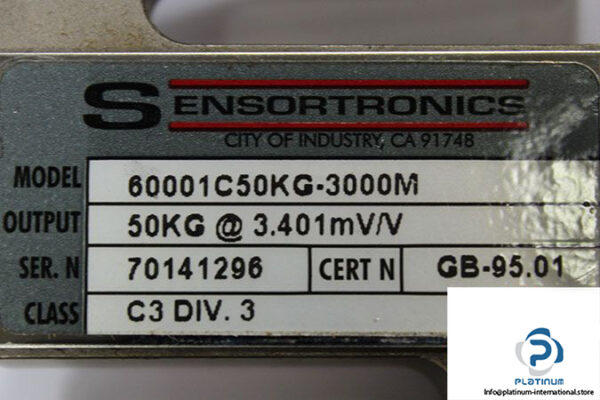 SENSORTRONICS
CITY OF INDUSTRY, CA 91748
MODEL 60001C50KG-3000M
OUTPUT 50KG @ 3.401mV/V
SER. N 70141296 CERT N GB-95.01
CLASS C3 DIV. 3
PLATINUM
Info@platinum-international.store